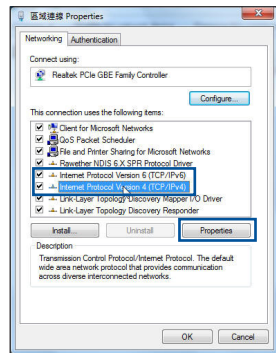 區域連線 Properties
Networking Authentication
Connect using:
Realtek PCIe GBE Family Controller
Configure...
This connection uses the following items:
Client for Microsoft Networks
QoS Packet Scheduler
File and Printer Sharing for Microsoft Networks
Rawether NDIS 6.X SPR Protocol Driver
Internet Protocol Version 6 (TCP/IPv6)
Internet Protocol Version 4 (TCP/IPv4)
Link-Layer Topology Discovery Mapper I/O Driver
Link-Layer Topology Discovery Responder
Install... Uninstall Properties
Description
Transmission Control Protocol/Internet Protocol. The default
wide area network protocol that provides communication
across diverse interconnected networks.
OK Cancel